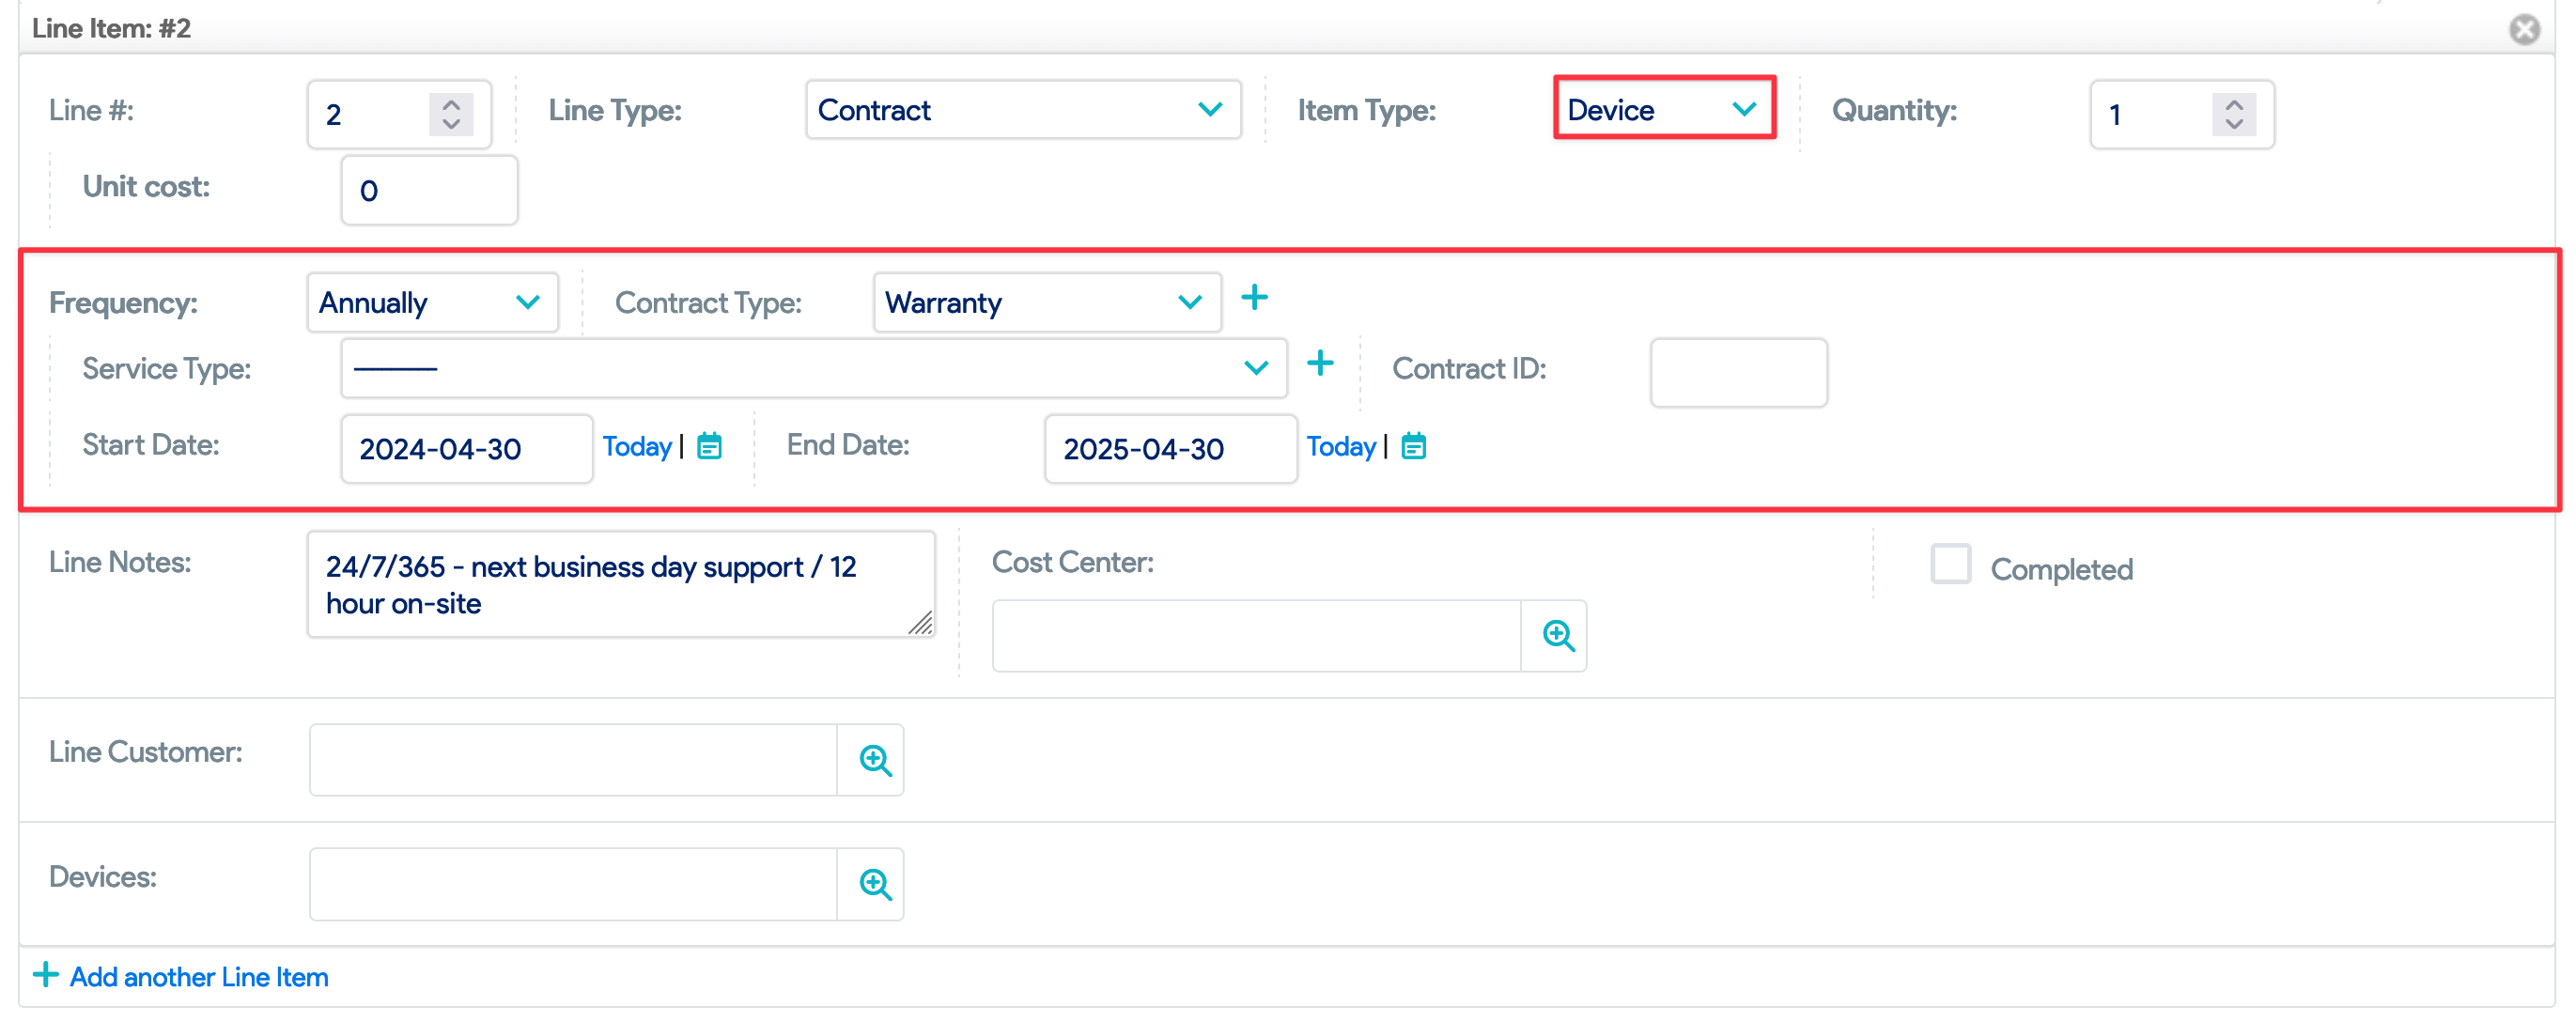 Line Item: #2
Line #: 2 Line Type: Contract Item Type: Device Quantity: 1
Unit cost: 0
Frequency: Annually Contract Type: Warranty
Service Type: ——— Contract ID:
Start Date: 2024-04-30 Today | End Date: 2025-04-30 Today |
Line Notes: 24/7/365 - next business day support / 12
hour on-site
Cost Center:
Completed
Line Customer:
Devices:
Add another Line Item